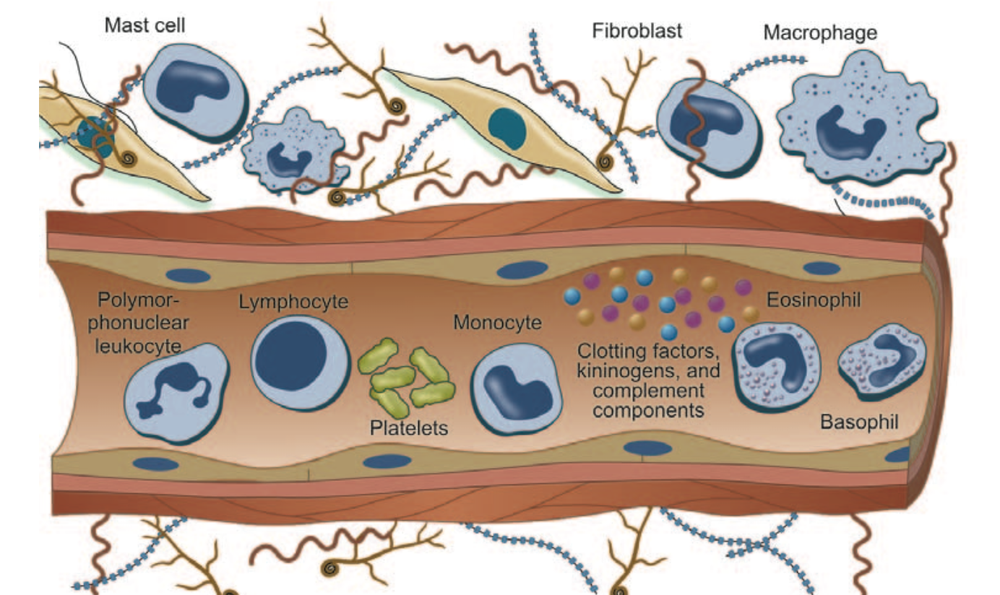 Mast cell
Fibroblast
Macrophage
Polymor-
phonuclear
leukocyte
Lymphocyte
Platelets
Monocyte
Clotting factors,
kininogens, and
complement
components
Eosinophil
Basophil